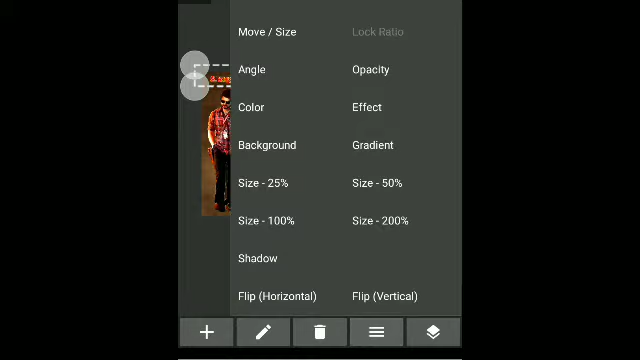 Move / Size Lock Ratio
Angle Opacity
Color Effect
Background Gradient
Size - 25% Size - 50%
Size - 100% Size - 200%
Shadow
Flip (Horizontal) Flip (Vertical)